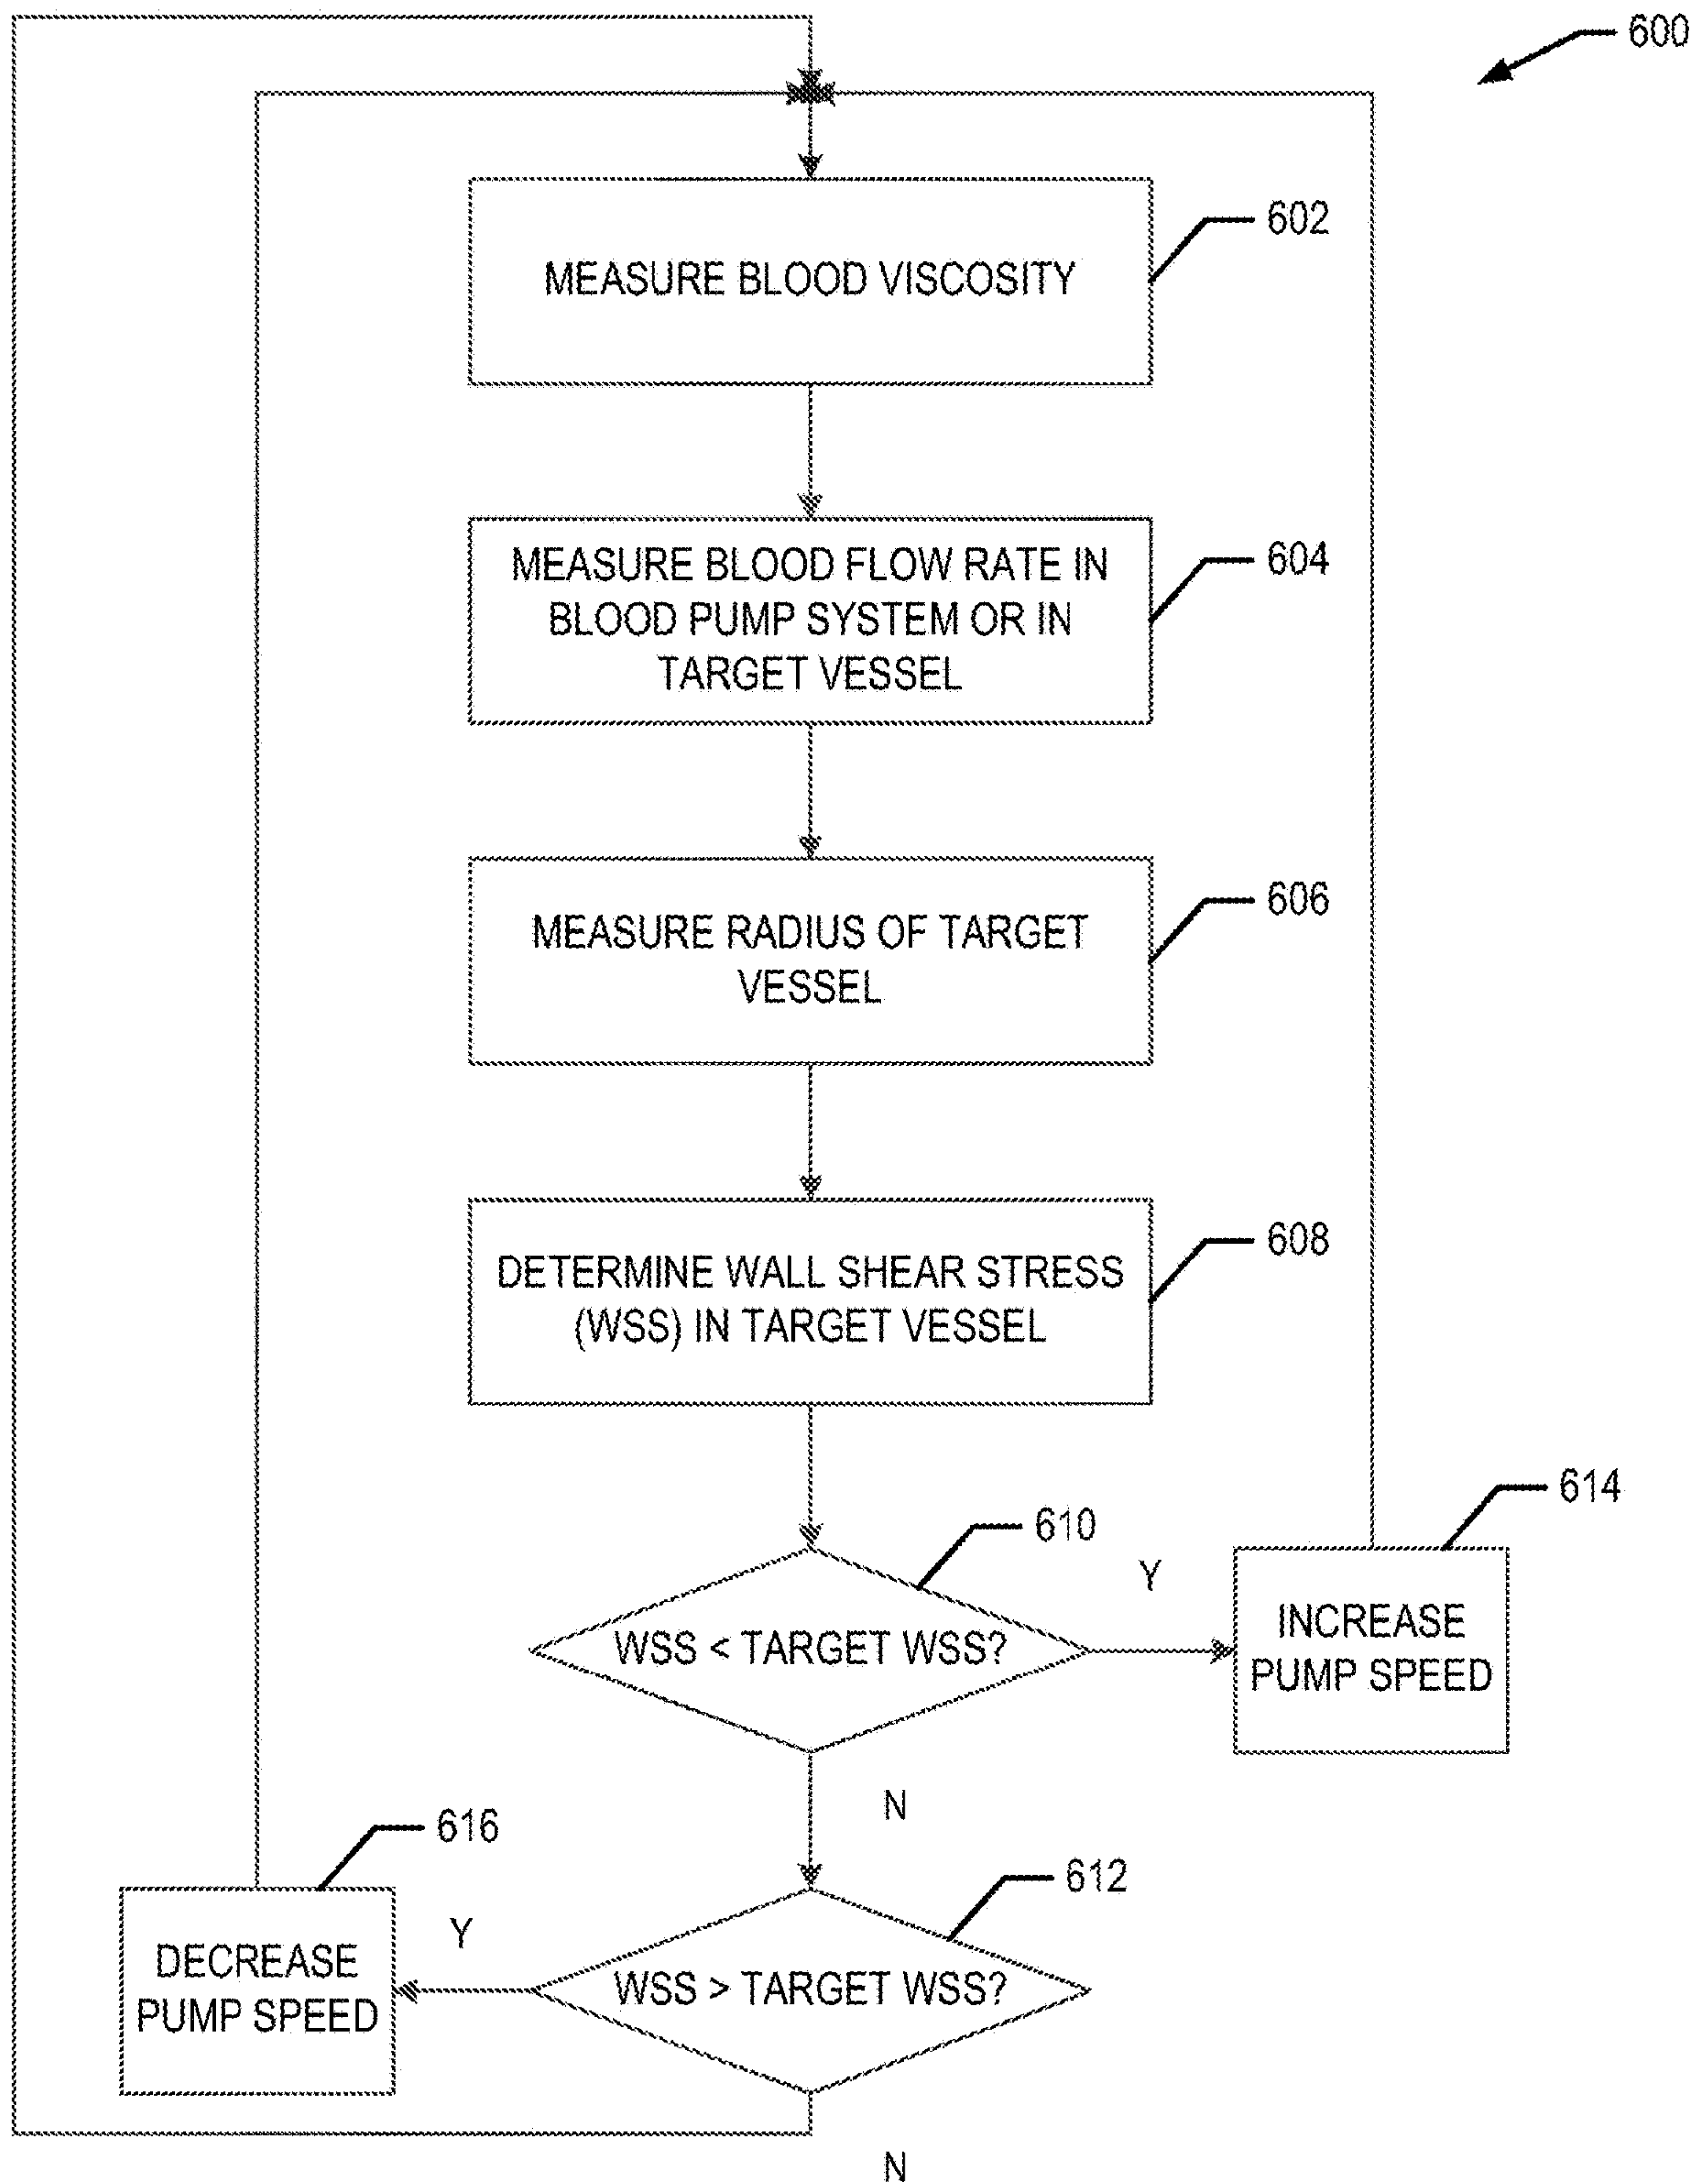 600
602
MEASURE BLOOD VISCOSITY
604
MEASURE BLOOD FLOW RATE IN
BLOOD PUMP SYSTEM OR IN
TARGET VESSEL
606
MEASURE RADIUS OF TARGET
VESSEL
608
DETERMINE WALL SHEAR STRESS
(WSS) IN TARGET VESSEL
610
WSS < TARGET WSS?
Y
614
INCREASE
PUMP SPEED
N
612
WSS > TARGET WSS?
Y
616
DECREASE
PUMP SPEED
N